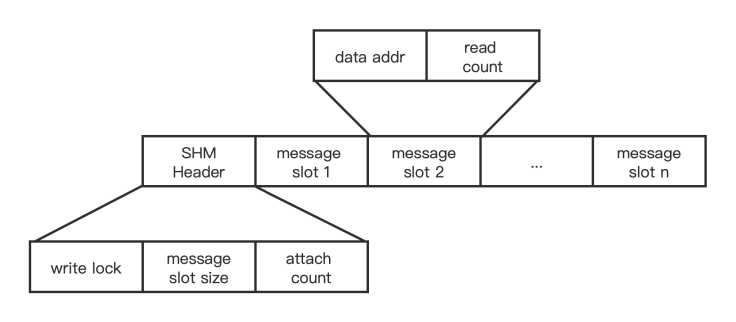 data addr
read
count
SHM
Header
message
slot 1
message
slot 2
...
message
slot n
write lock
message
slot size
attach
count